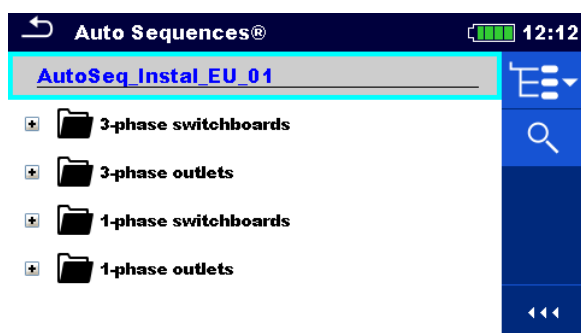 Auto Sequences®
12:12
AutoSeq_Instal_EU_01
3-phase switchboards
3-phase outlets
1-phase switchboards
1-phase outlets